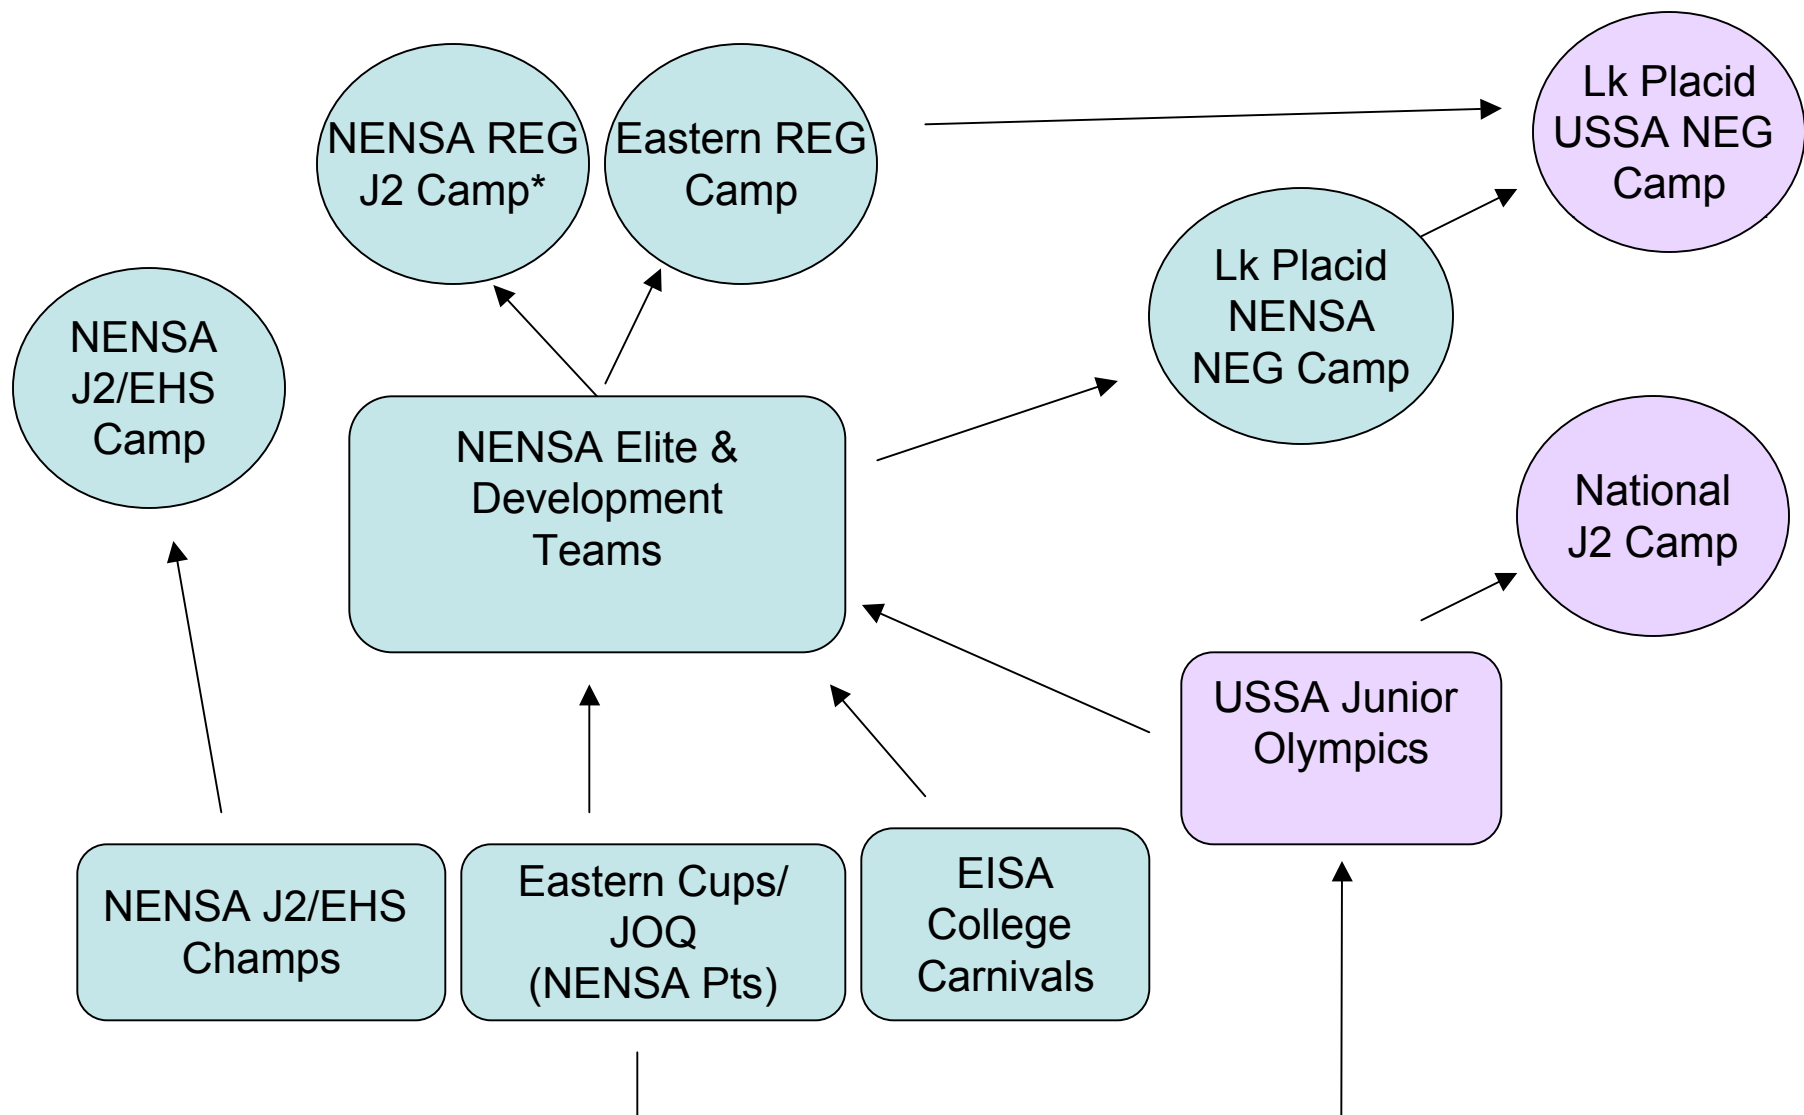 NENSA REG
J2 Camp*
Eastern REG
Camp
Lk Placid
USSA NEG
Camp
Lk Placid
NENSA
NEG Camp
NENSA
J2/EHS
Camp
NENSA Elite &
Development
Teams
National
J2 Camp
USSA Junior
Olympics
NENSA J2/EHS
Champs
Eastern Cups/
JOQ
(NENSA Pts)
EISA
College
Carnivals